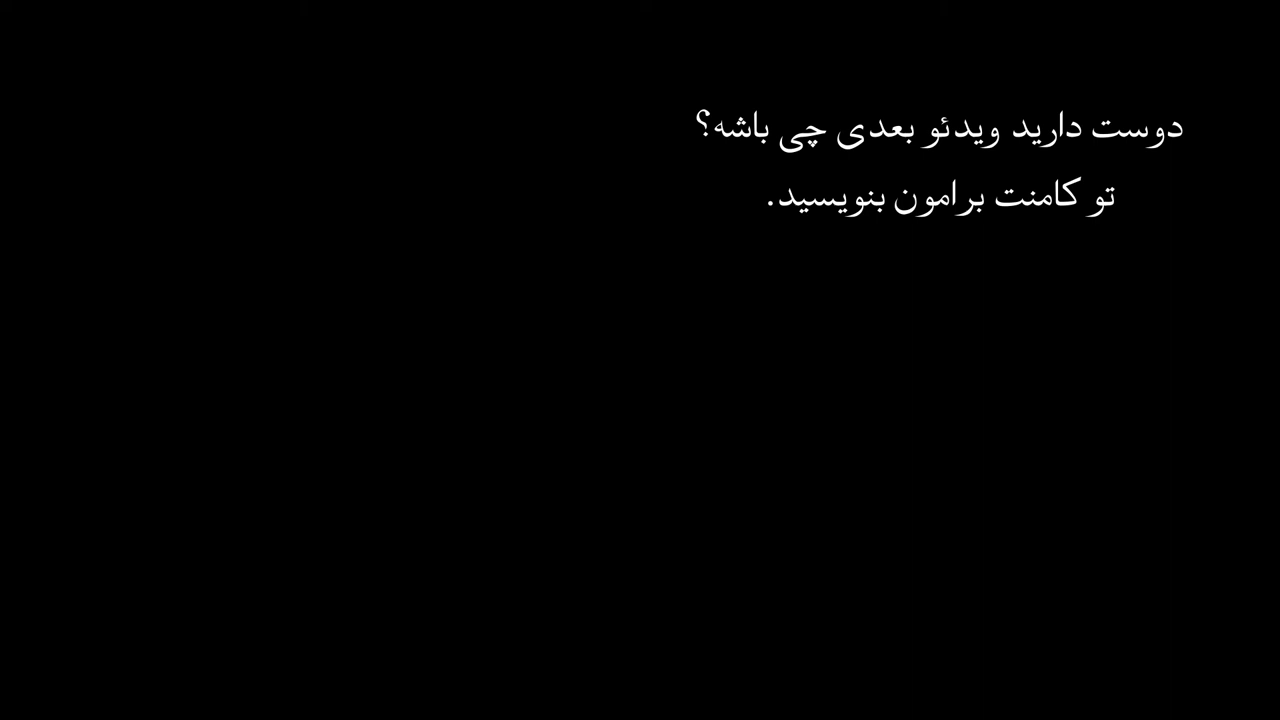 دوست دارید ویدئو بعدی چی باشه؟
تو کامنت برامون بنویسید.